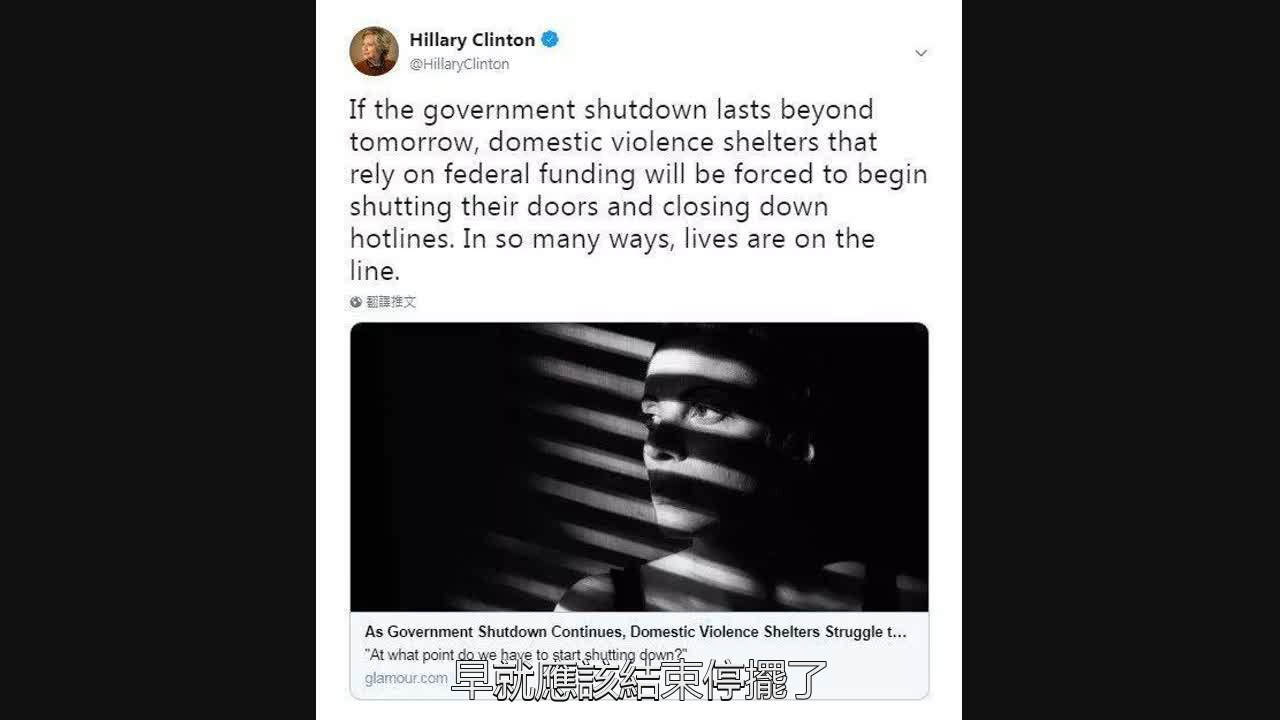 Hillary Clinton
@HillaryClinton
If the government shutdown lasts beyond
tomorrow, domestic violence shelters that
rely on federal funding will be forced to begin
shutting their doors and closing down
hotlines. In so many ways, lives are on the
line.
翻譯推文
As Government Shutdown Continues, Domestic Violence Shelters Struggle t...
"At what point do we have to start shutting down?"
glamour.com
早就應該結束停擺了